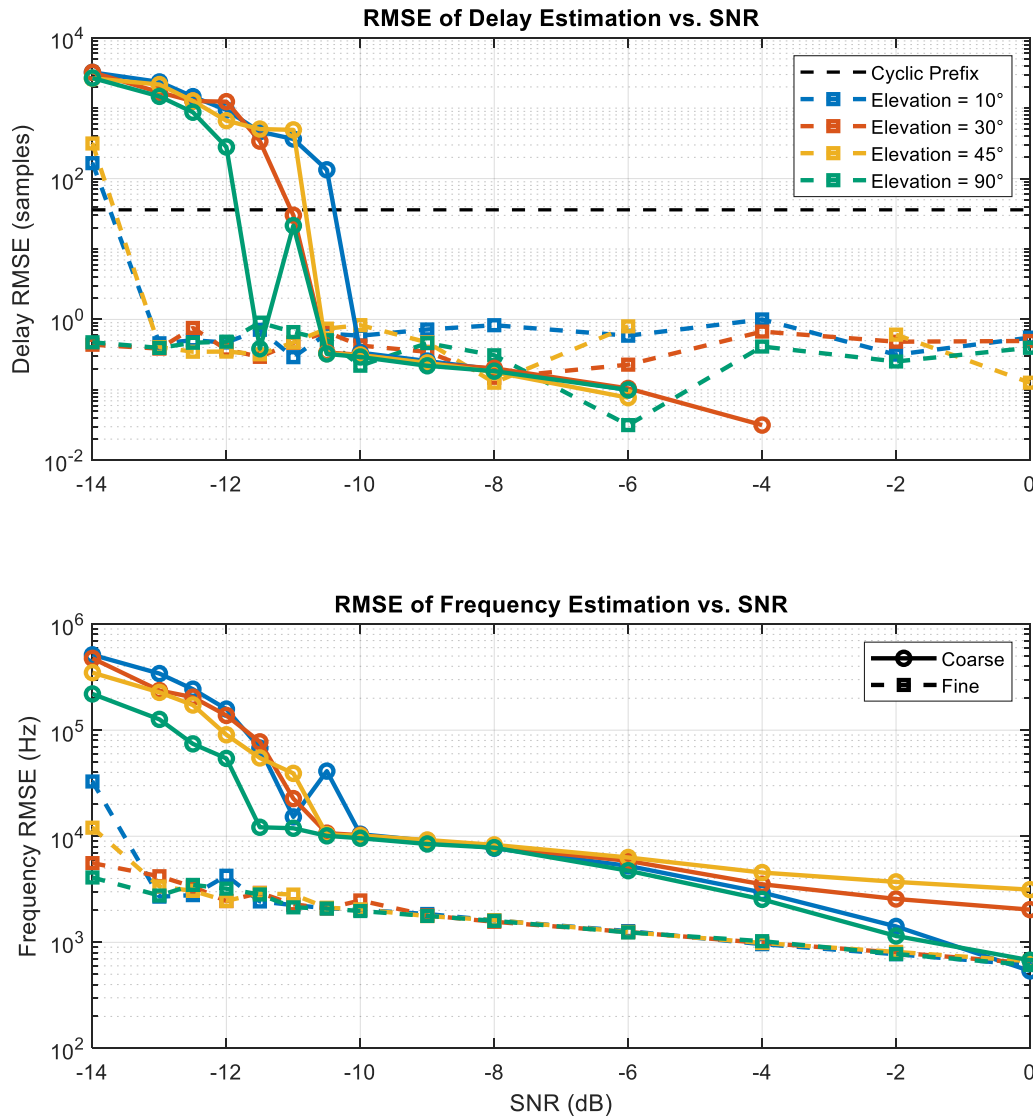 RMSE of Delay Estimation vs. SNR
Delay RMSE (samples)
10^4
10^2
10^0
10^-2
Cyclic Prefix
Elevation = 10°
Elevation = 30°
Elevation = 45°
Elevation = 90°
-14 -12 -10 -8 -6 -4 -2 0
RMSE of Frequency Estimation vs. SNR
Frequency RMSE (Hz)
10^6
10^5
10^4
10^3
10^2
Coarse
Fine
-14 -12 -10 -8 -6 -4 -2 0
SNR (dB)